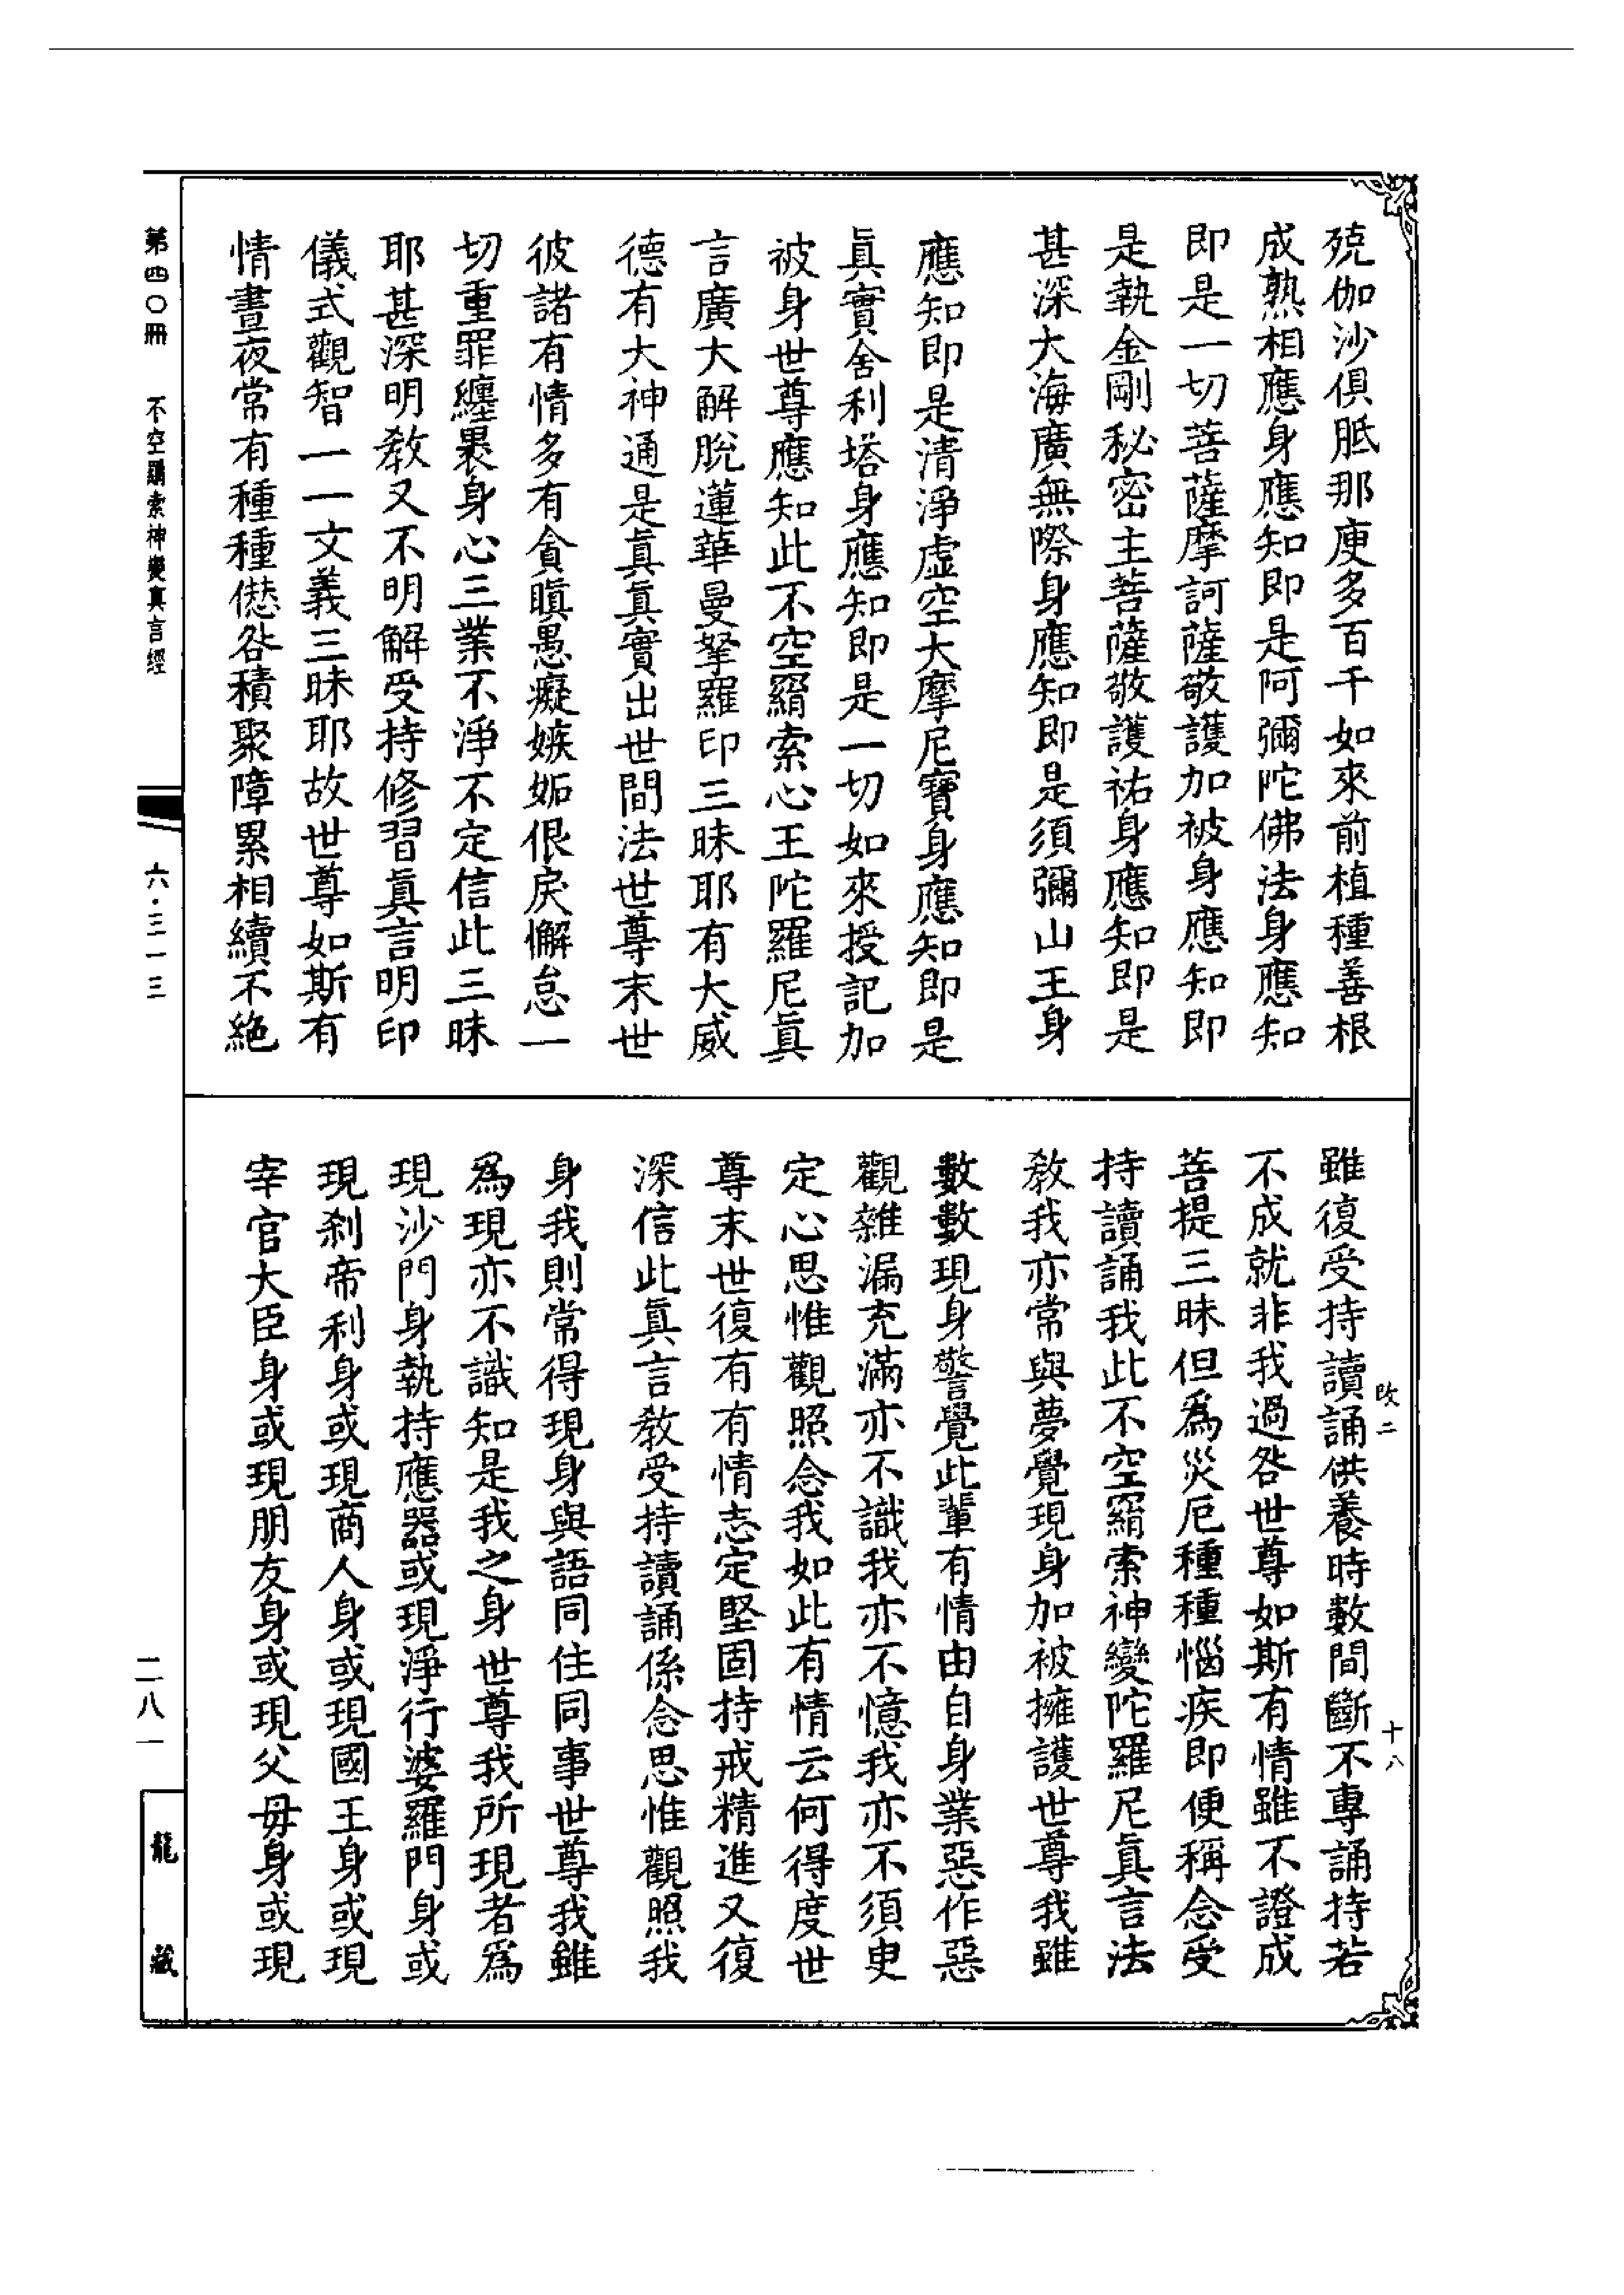 殑伽沙俱胝那庾多百千如來前植種善根
成熟相應身應知即是阿彌陀佛法身應知
即是一切菩薩摩訶薩敬護加被身應知即
是執金剛秘密主菩薩敬護祐身應知即是
甚深大海廣無際身應知即是須彌山王身
應知即是清淨虛空大摩尼寶身應知即是
眞實舍利塔身應知即是一切如來授記加
被身世尊應知此不空羂索心王陀羅尼眞
言廣大解脫蓮華曼拏羅印三昧耶有大威
德有大神通是眞眞實出世間法世尊末世
彼諸有情多有貪瞋愚癡嫉妬佷戾懈怠一
切重罪纏裹身心三業不淨不定信此三昧
耶甚深明教又不明解受持修習眞言明印
儀式觀智一一文義三昧耶故世尊如斯有
情晝夜常有種種僁咎積聚障累相續不絶
雖復受持讀誦供養時數間斷不專誦持若
不成就非我過咎世尊如斯有情雖不證成
菩提三昧但為災厄種種惱疾即便稱念受
持讀誦我此不空羂索神變陀羅尼眞言法
教我亦常與夢覺現身加被擁護世尊我雖
數數現身警覺此輩有情由自身業惡作惡
觀雜漏充滿亦不識我亦不憶我亦不須臾
定心思惟觀照念我如此有情云何得度世
尊末世復有有情志定堅固持戒精進又復
深信此眞言教受持讀誦係念思惟觀照我
身我則常得現身與語同住同事世尊我雖
為現亦不識知是我之身世尊我所現者為
現沙門身執持應器或現淨行婆羅門身或
現刹帝利身或現商人身或現國王身或現
宰官大臣身或現朋友身或現父母身或現
改二
十八
第四〇冊 不空羂索神變真言經
六·三一三
二八一
龍藏